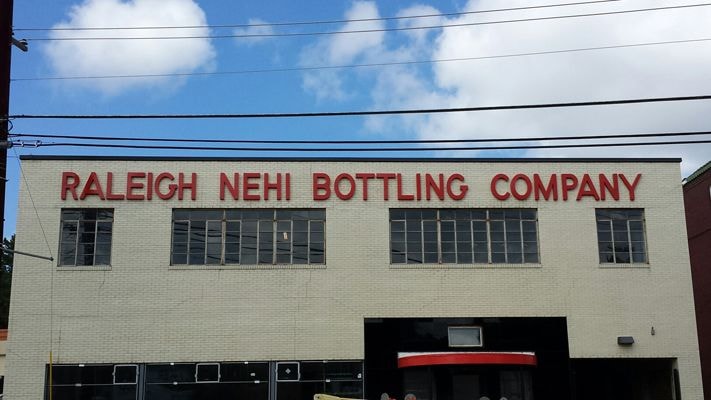 RALEIGH NEHI BOTTLING COMPANY